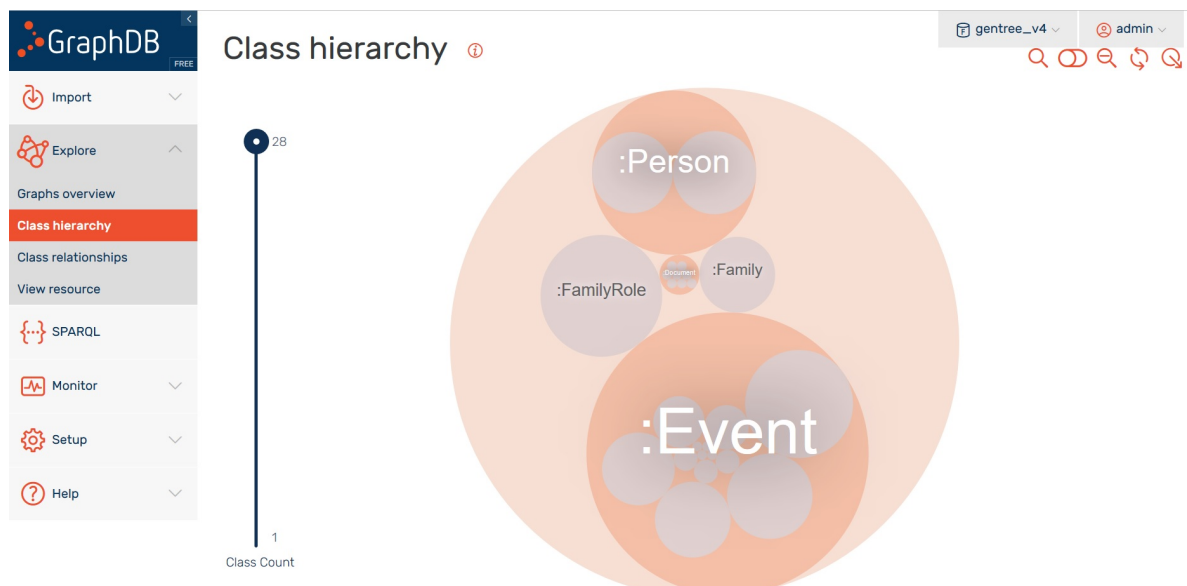 GraphDB
FREE
Import
Explore
Graphs overview
Class hierarchy
Class relationships
View resource
SPARQL
Monitor
Setup
Help
Class hierarchy
gentree_v4
admin
28
1
Class Count
:Person
:FamilyRole
Document
:Family
:Event